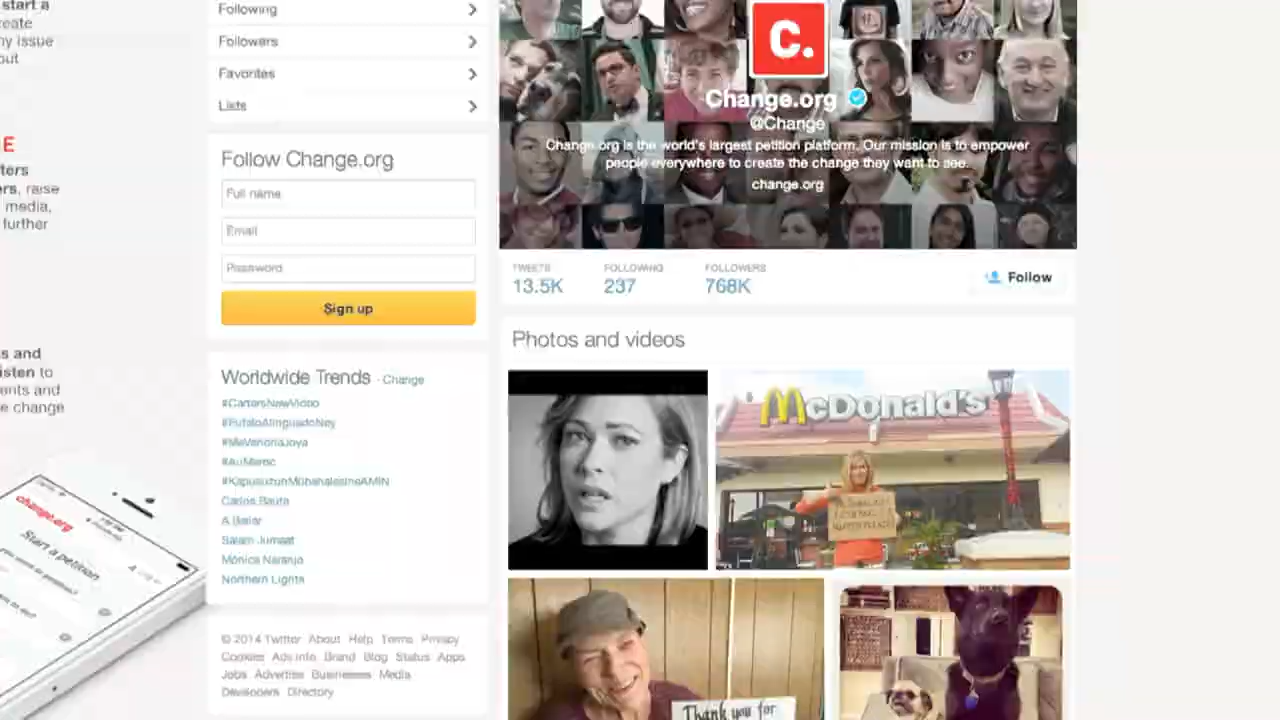 start a
create
ny issue
out
E
ters
ers, raise
media,
further
s and
isten to
ents and
e change
change.org
Start a petition
Following
Followers
Favorites
Lists
Follow Change.org
Full name
Email
Password
Sign up
Worldwide Trends · Change
#CartersNewVideo
#AuMaroc
Carlos Baute
Salam Jumaat
Mónica Naranjo
Northern Lights
© 2014 Twitter About Help Terms Privacy
Cookies Ads info Brand Blog Status Apps
Jobs Advertise Businesses Media
Developers Directory
C.
Change.org
@Change
Change.org is the world's largest petition platform. Our mission is to empower
people everywhere to create the change they want to see.
change.org
TWEETS
13.5K
FOLLOWING
237
FOLLOWERS
768K
Follow
Photos and videos
McDonald's
Thank you for